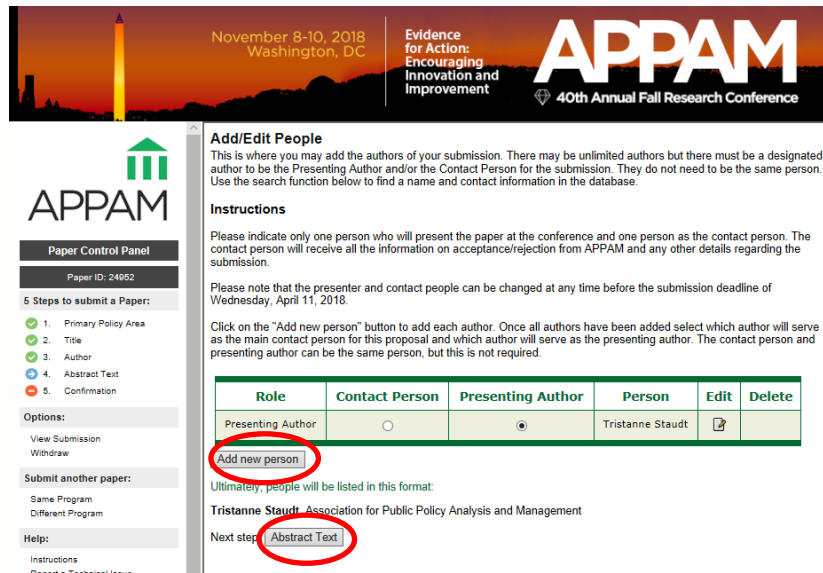 November 8-10, 2018
Washington, DC
Evidence
for Action:
Encouraging
Innovation and
Improvement
APPAM
40th Annual Fall Research Conference
APPAM
Paper Control Panel
Paper ID: 24952
5 Steps to submit a Paper:
1. Primary Policy Area
2. Title
3. Author
4. Abstract Text
5. Confirmation
Options:
View Submission
Withdraw
Submit another paper:
Same Program
Different Program
Help:
Instructions
Report a Technical Issue
Add/Edit People
This is where you may add the authors of your submission. There may be unlimited authors but there must be a designated
author to be the Presenting Author and/or the Contact Person for the submission. They do not need to be the same person.
Use the search function below to find a name and contact information in the database.
Instructions
Please indicate only one person who will present the paper at the conference and one person as the contact person. The
contact person will receive all the information on acceptance/rejection from APPAM and any other details regarding the
submission.
Please note that the presenter and contact people can be changed at any time before the submission deadline of
Wednesday, April 11, 2018.
Click on the "Add new person" button to add each author. Once all authors have been added select which author will serve
as the main contact person for this proposal and which author will serve as the presenting author. The contact person and
presenting author can be the same person, but this is not required.
Role Contact Person Presenting Author Person Edit Delete
Presenting Author Tristanne Staudt
Add new person
Ultimately, people will be listed in this format:
Tristanne Staudt, Association for Public Policy Analysis and Management
Next step: Abstract Text